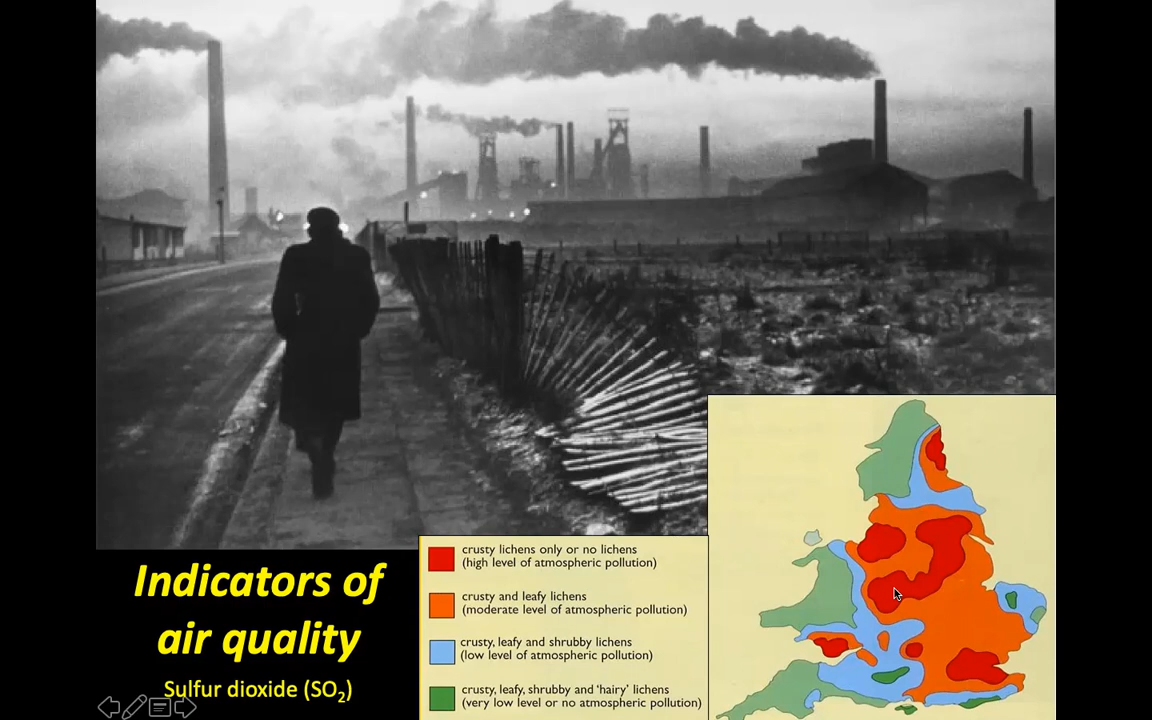 crusty lichens only or no lichens
(high level of atmospheric pollution)
crusty and leafy lichens
(moderate level of atmospheric pollution)
crusty, leafy and shrubby lichens
(low level of atmospheric pollution)
crusty, leafy, shrubby and ‘hairy’ lichens
(very low level or no atmospheric pollution)
Indicators of
air quality
Sulfur dioxide (SO₂)